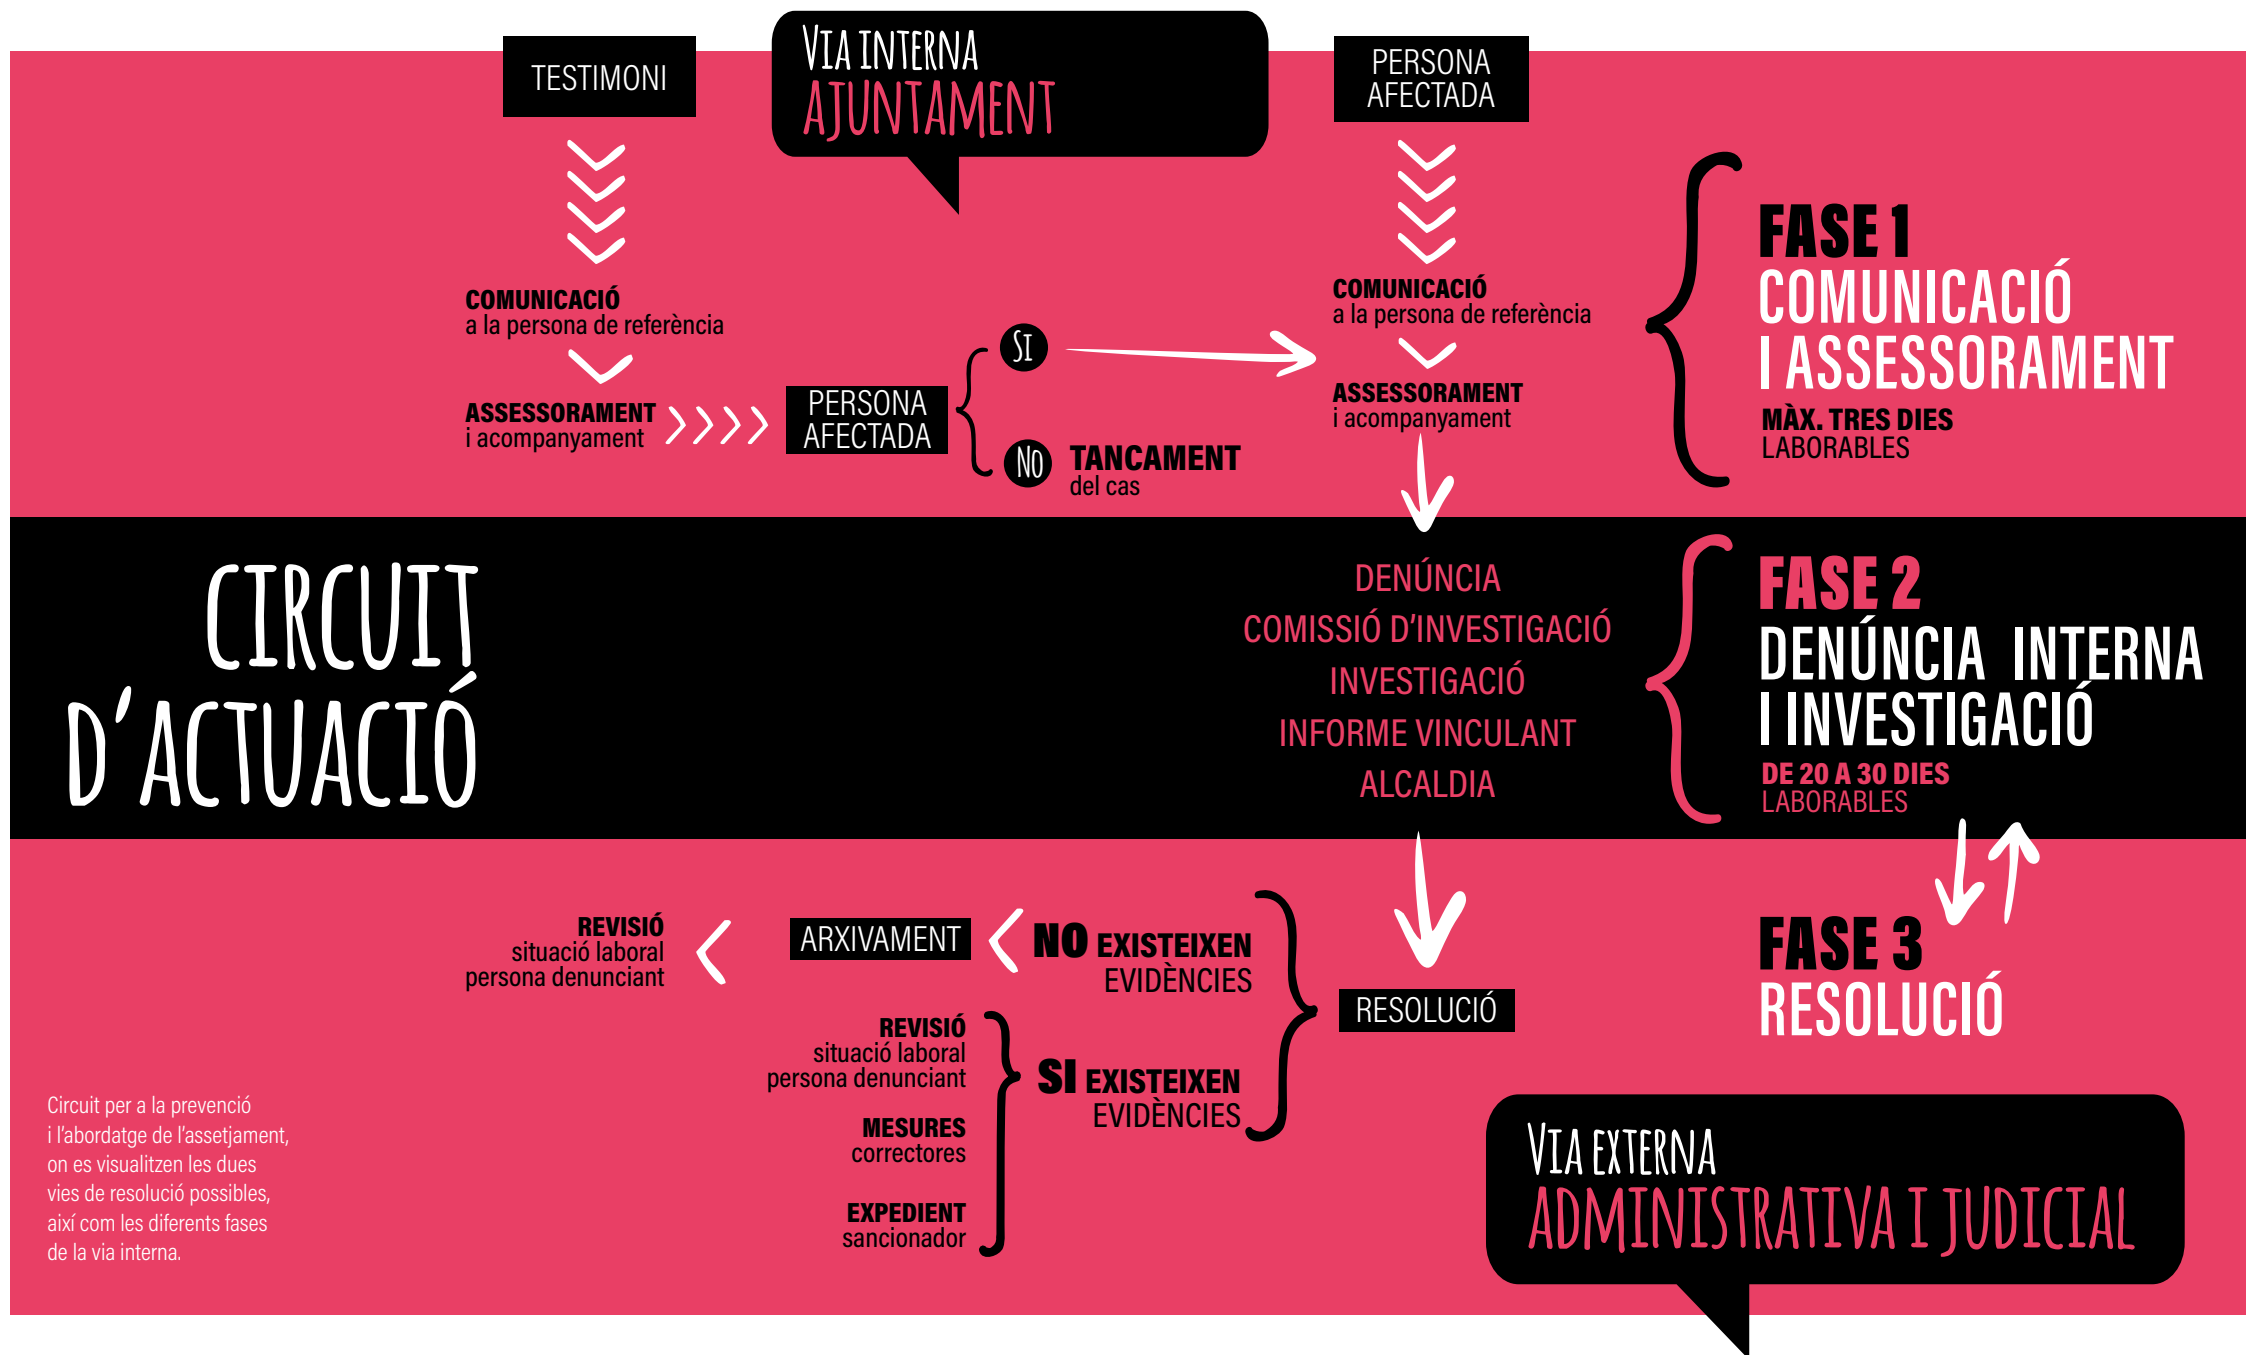 TESTIMONI
VIA INTERNA
AJUNTAMENT
PERSONA
AFECTADA
COMUNICACIÓ
a la persona de referència
ASSESSORAMENT
i acompanyament
PERSONA
AFECTADA
SI
NO
TANCAMENT
del cas
COMUNICACIÓ
a la persona de referència
ASSESSORAMENT
i acompanyament
FASE 1
COMUNICACIÓ
I ASSESSORAMENT
MÀX. TRES DIES
LABORABLES
CIRCUIT
D'ACTUACIÓ
DENÚNCIA
COMISSIÓ D'INVESTIGACIÓ
INVESTIGACIÓ
INFORME VINCULANT
ALCALDIA
FASE 2
DENÚNCIA INTERNA
I INVESTIGACIÓ
DE 20 A 30 DIES
LABORABLES
FASE 3
RESOLUCIÓ
RESOLUCIÓ
NO EXISTEIXEN
EVIDÈNCIES
ARXIVAMENT
REVISIÓ
situació laboral
persona denunciant
SI EXISTEIXEN
EVIDÈNCIES
REVISIÓ
situació laboral
persona denunciant
MESURES
correctores
EXPEDIENT
sancionador
Circuit per a la prevenció
i l'abordatge de l'assetjament,
on es visualitzen les dues
vies de resolució possibles,
així com les diferents fases
de la via interna.
VIA EXTERNA
ADMINISTRATIVA I JUDICIAL